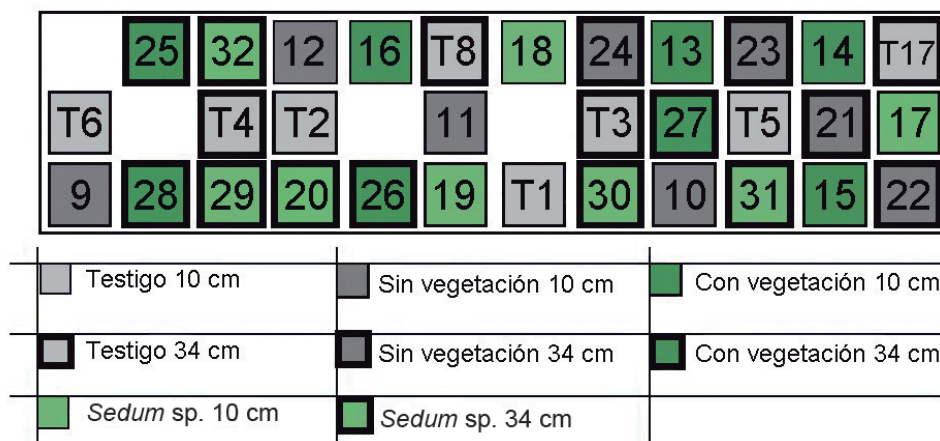 25 32 12 16 T8 18 24 13 23 14 T17
T6 T4 T2 11 T3 27 T5 21 17
9 28 29 20 26 19 T1 30 10 31 15 22
Testigo 10 cm Sin vegetación 10 cm Con vegetación 10 cm
Testigo 34 cm Sin vegetación 34 cm Con vegetación 34 cm
Sedum sp. 10 cm Sedum sp. 34 cm